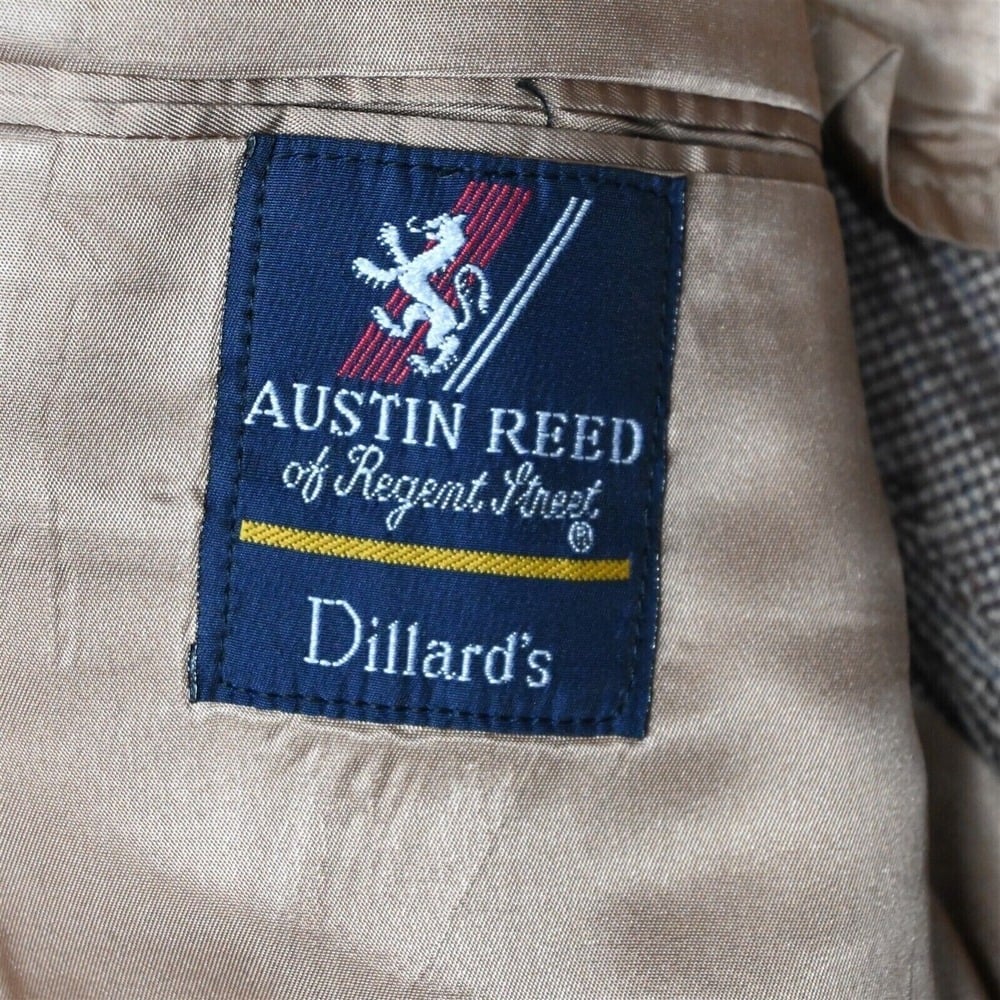 AUSTIN REED
of Regent Street
®
Dillard's